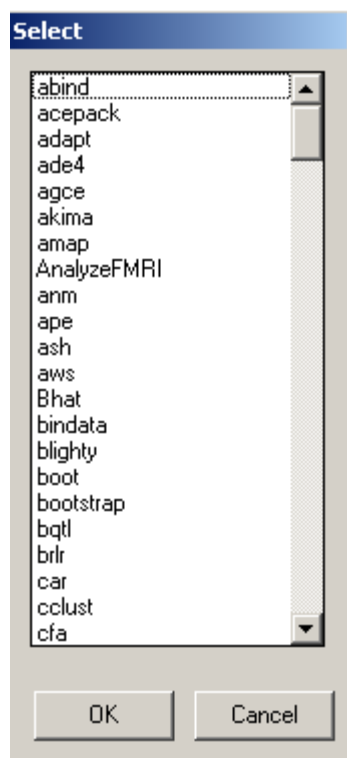 Select
abind
acepack
adapt
ade4
agce
akima
amap
AnalyzeFMRI
anm
ape
ash
aws
Bhat
bindata
blighty
boot
bootstrap
bqtl
brlr
car
cclust
cfa
OK Cancel